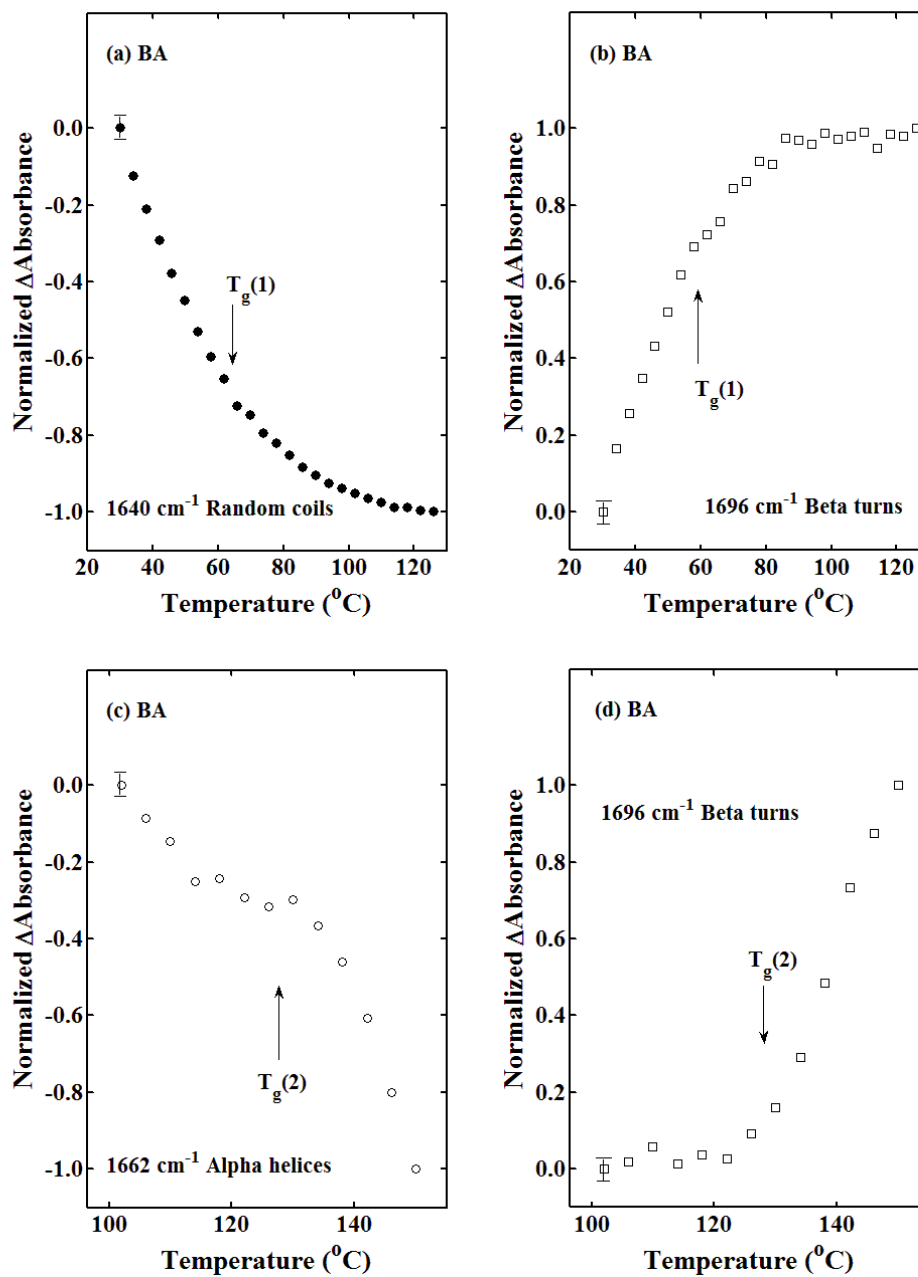 (a) BA
Normalized ΔAbsorbance
0.0
-0.2
-0.4
-0.6
-0.8
-1.0
T_g(1)
1640 cm⁻¹ Random coils
20 40 60 80 100 120
Temperature (⁰C)
(b) BA
Normalized ΔAbsorbance
1.0
0.8
0.6
0.4
0.2
0.0
T_g(1)
1696 cm⁻¹ Beta turns
20 40 60 80 100 120
Temperature (⁰C)
(c) BA
Normalized ΔAbsorbance
0.0
-0.2
-0.4
-0.6
-0.8
-1.0
T_g(2)
1662 cm⁻¹ Alpha helices
100 120 140
Temperature (⁰C)
(d) BA
Normalized ΔAbsorbance
1.0
0.8
0.6
0.4
0.2
0.0
1696 cm⁻¹ Beta turns
T_g(2)
100 120 140
Temperature (⁰C)